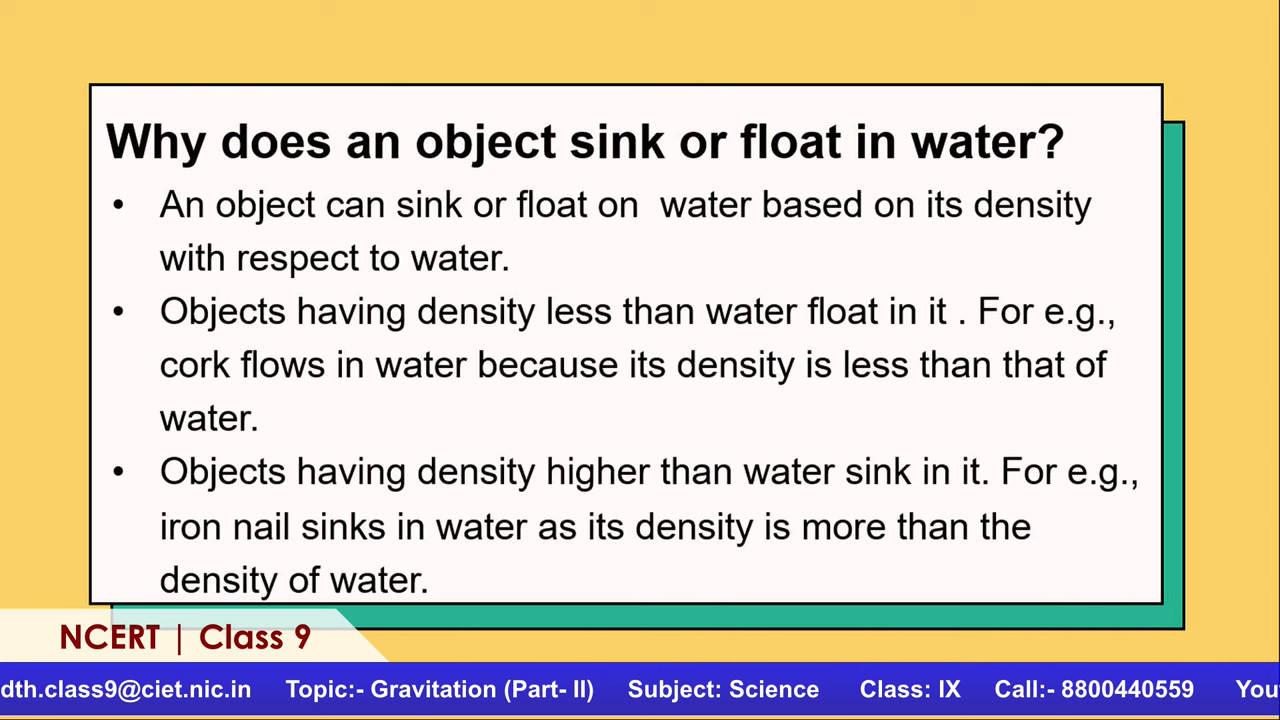 Why does an object sink or float in water?
• An object can sink or float on water based on its density
with respect to water.
• Objects having density less than water float in it . For e.g.,
cork flows in water because its density is less than that of
water.
• Objects having density higher than water sink in it. For e.g.,
iron nail sinks in water as its density is more than the
density of water.
NCERT | Class 9
dth.class9@ciet.nic.in Topic:- Gravitation (Part- II) Subject: Science Class: IX Call:- 8800440559 You